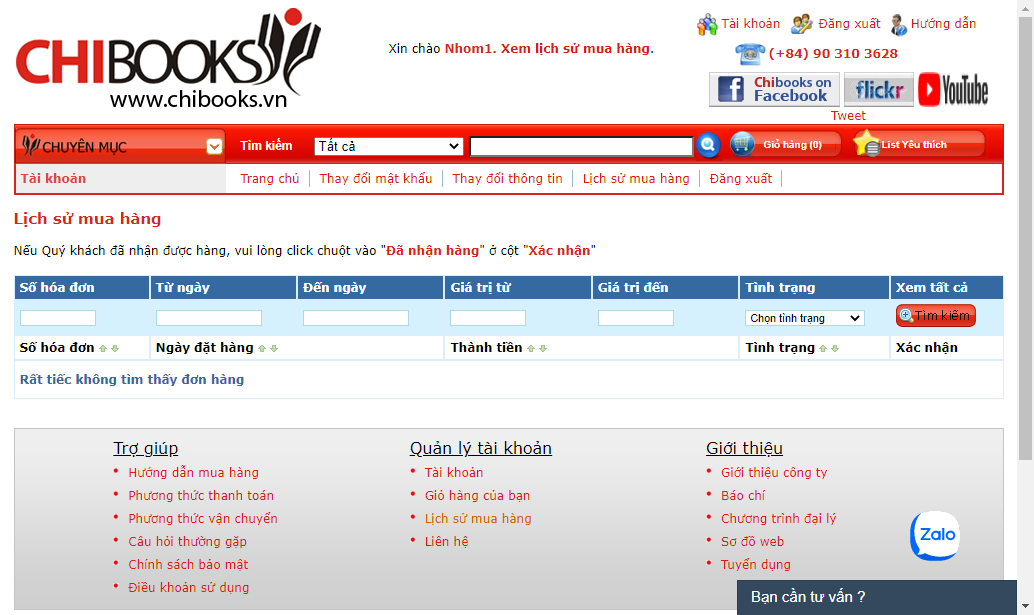 CHIBOOKS
www.chibooks.vn
Xin chào Nhom1. Xem lịch sử mua hàng.
Tài khoản Đăng xuất Hướng dẫn
(+84) 90 310 3628
Chibooks on Facebook flickr YouTube
Tweet
CHUYÊN MỤC Tìm kiếm Tất cả Giỏ hàng (0) List Yêu thích
Tài khoản Trang chủ Thay đổi mật khẩu Thay đổi thông tin Lịch sử mua hàng Đăng xuất
Lịch sử mua hàng
Nếu Quý khách đã nhận được hàng, vui lòng click chuột vào "Đã nhận hàng" ở cột "Xác nhận"
Số hóa đơn Từ ngày Đến ngày Giá trị từ Giá trị đến Tình trạng Xem tất cả
Chọn tình trạng Tìm kiếm
Số hóa đơn Ngày đặt hàng Thành tiền Tình trạng Xác nhận
Rất tiếc không tìm thấy đơn hàng
Trợ giúp
Hướng dẫn mua hàng
Phương thức thanh toán
Phương thức vận chuyển
Câu hỏi thường gặp
Chính sách bảo mật
Điều khoản sử dụng
Quản lý tài khoản
Tài khoản
Giỏ hàng của bạn
Lịch sử mua hàng
Liên hệ
Giới thiệu
Giới thiệu công ty
Báo chí
Chương trình đại lý
Sơ đồ web
Tuyển dụng
Zalo
Bạn cần tư vấn ?